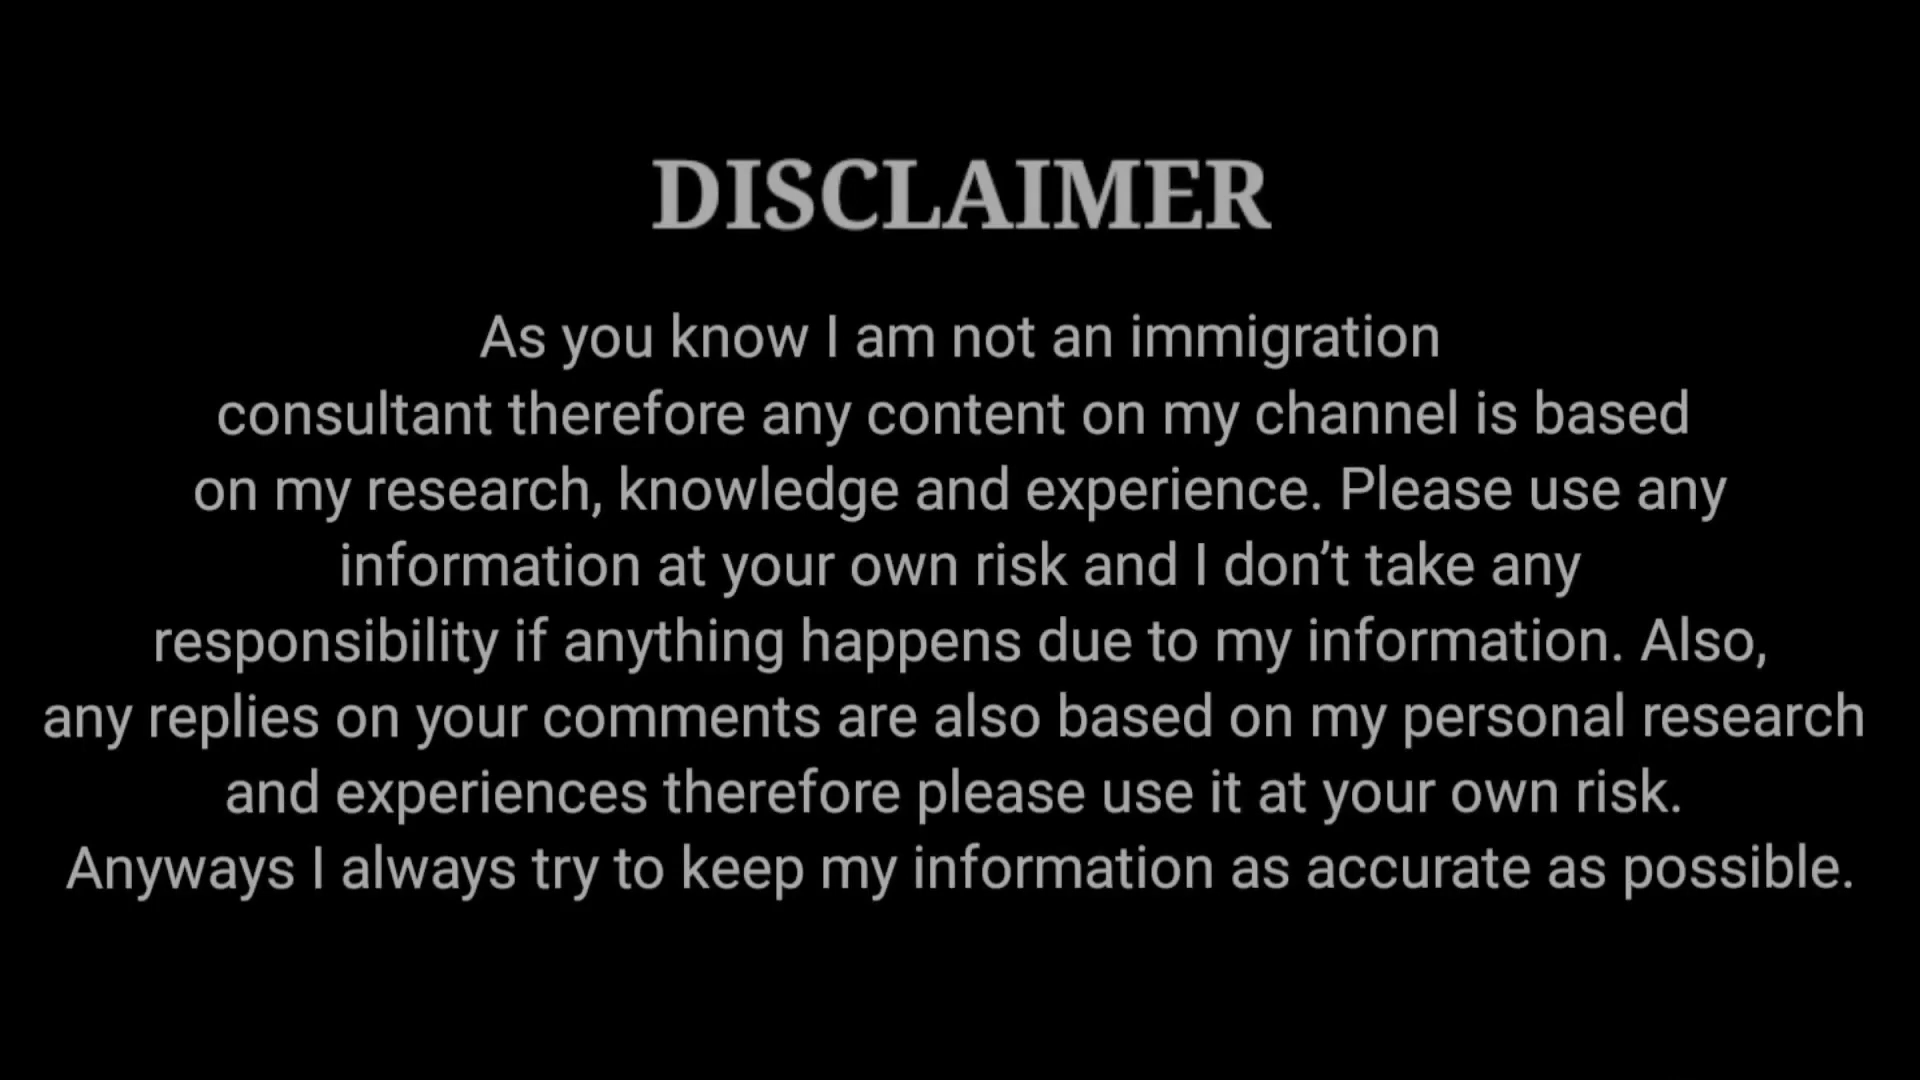 DISCLAIMER
As you know I am not an immigration
consultant therefore any content on my channel is based
on my research, knowledge and experience. Please use any
information at your own risk and I don’t take any
responsibility if anything happens due to my information. Also,
any replies on your comments are also based on my personal research
and experiences therefore please use it at your own risk.
Anyways I always try to keep my information as accurate as possible.